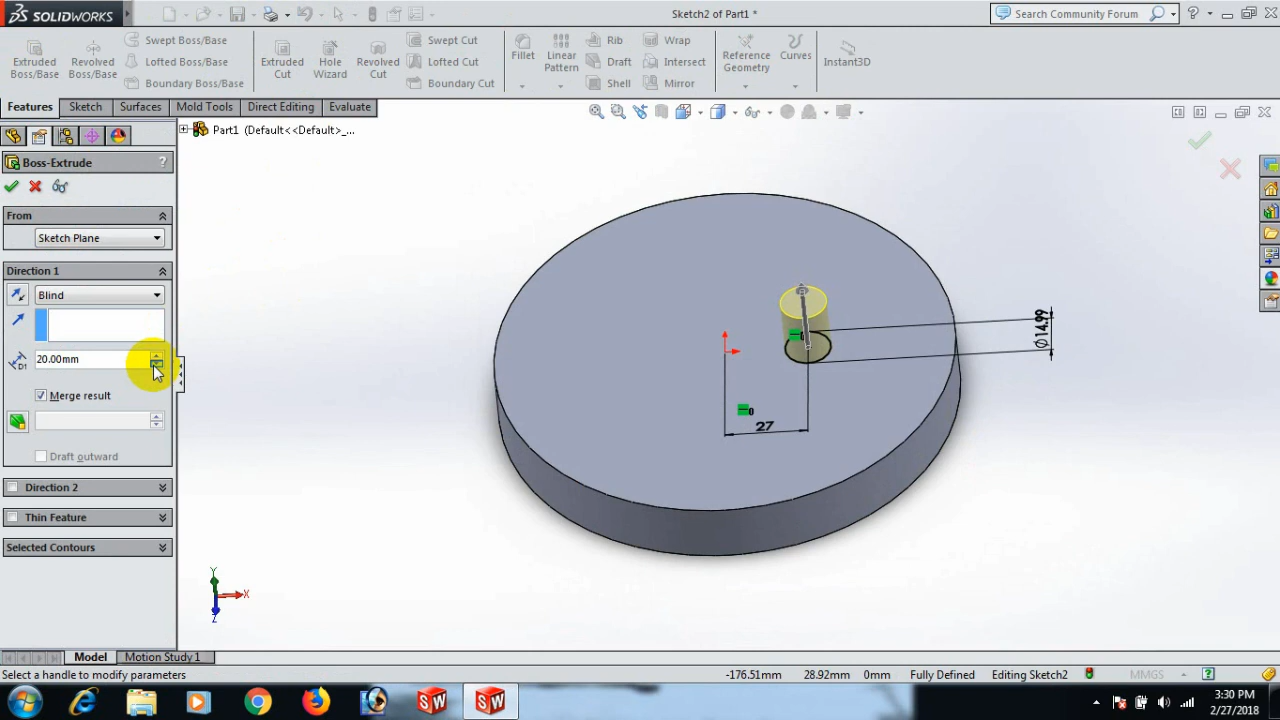 SOLIDWORKS
Sketch2 of Part1 *
Search Community Forum
?
Extruded Boss/Base
Revolved Boss/Base
Swept Boss/Base
Lofted Boss/Base
Boundary Boss/Base
Extruded Cut
Hole Wizard
Revolved Cut
Swept Cut
Lofted Cut
Boundary Cut
Fillet
Linear Pattern
Rib
Draft
Shell
Wrap
Intersect
Mirror
Reference Geometry
Curves
Instant3D
Features
Sketch
Surfaces
Mold Tools
Direct Editing
Evaluate
Part1 (Default<<Default>_...
Boss-Extrude
?
From
Sketch Plane
Direction 1
Blind
D1
20.00mm
Merge result
Draft outward
Direction 2
Thin Feature
Selected Contours
Ø14.99
0
27
Y
X
Z
Model
Motion Study 1
Select a handle to modify parameters
-176.51mm
28.92mm
0mm
Fully Defined
Editing Sketch2
MMGS
?
SW
SW
3:30 PM
2/27/2018